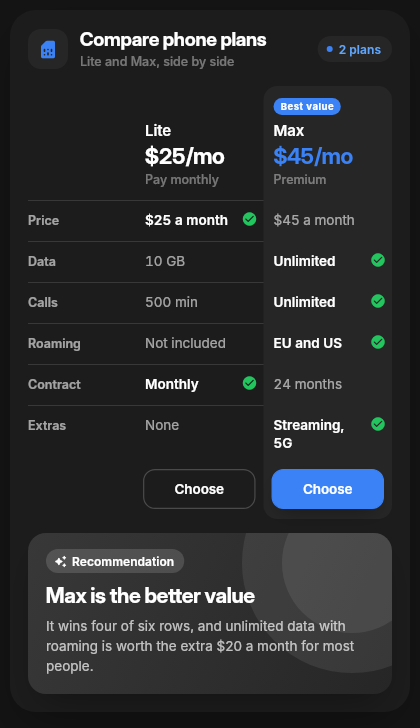 Compare phone plans
Lite and Max, side by side
2 plans
Best value
Lite
Max
$25/mo
$45/mo
Pay monthly
Premium
Price
$25 a month
$45 a month
Data
10 GB
Unlimited
Calls
500 min
Unlimited
Roaming
Not included
EU and US
Contract
Monthly
24 months
Extras
None
Streaming,
5G
Choose
Choose
Recommendation
Max is the better value
It wins four of six rows, and unlimited data with
roaming is worth the extra $20 a month for most
people.